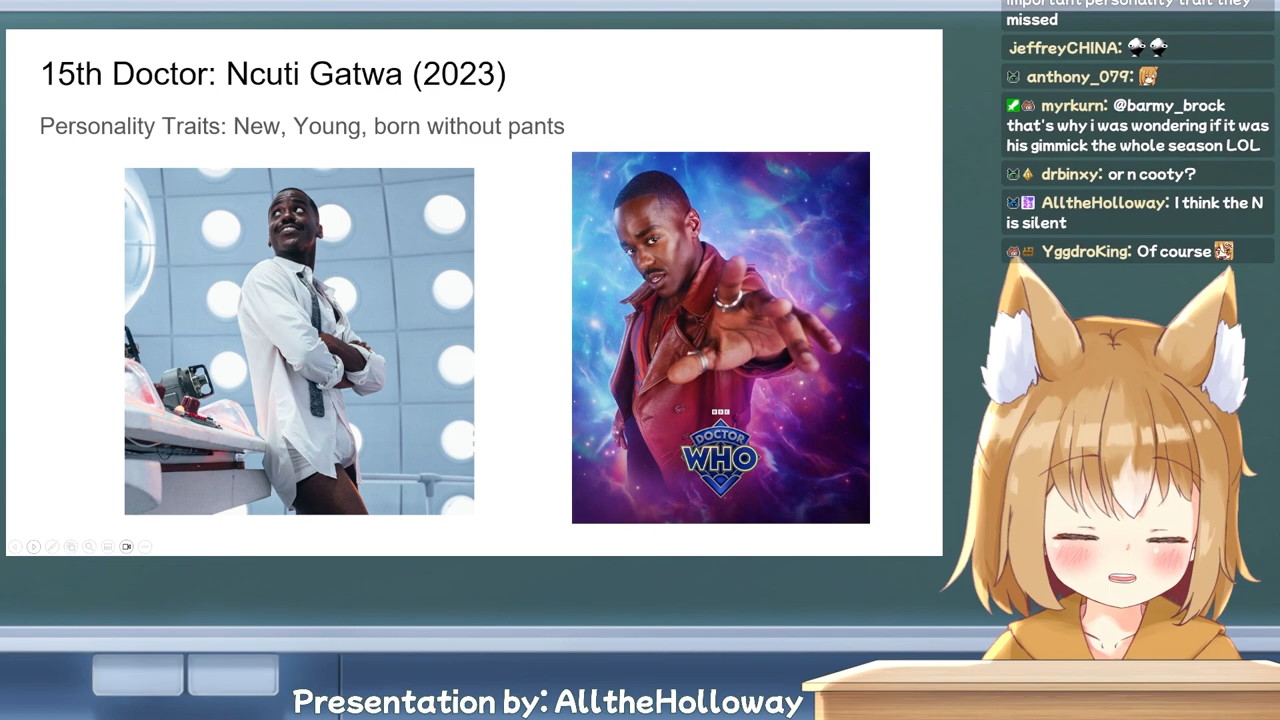 15th Doctor: Ncuti Gatwa (2023)
Personality Traits: New, Young, born without pants
BBC
DOCTOR
WHO
important personality trait they
missed
jeffreyCHINA:
anthony_079:
myrkurn: @barmy_brock
that's why i was wondering if it was
his gimmick the whole season LOL
drbinxy: or n cooty?
AlltheHolloway: I think the N
is silent
YggdroKing: Of course
Presentation by: AlltheHolloway